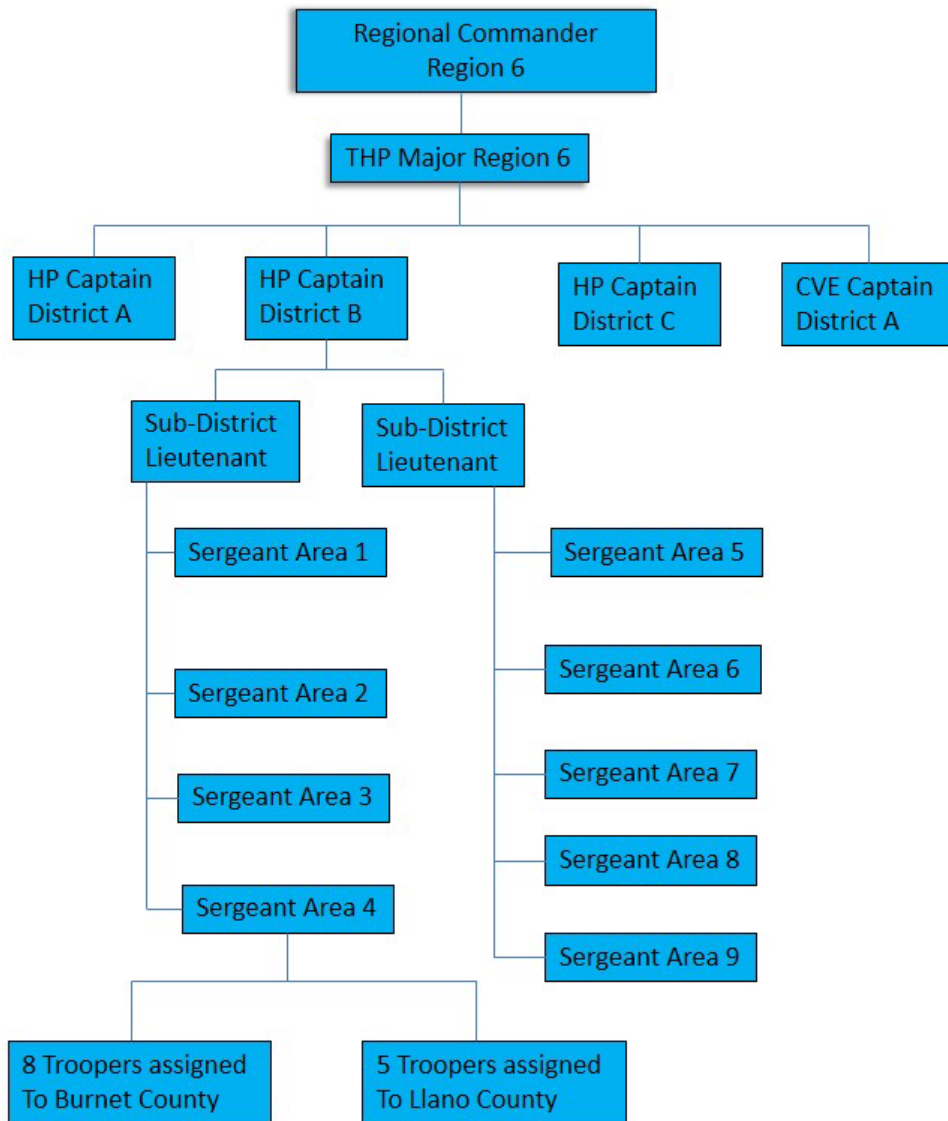 Regional Commander
Region 6
THP Major Region 6
HP Captain
District A
HP Captain
District B
HP Captain
District C
CVE Captain
District A
Sub-District
Lieutenant
Sub-District
Lieutenant
Sergeant Area 1
Sergeant Area 2
Sergeant Area 3
Sergeant Area 4
Sergeant Area 5
Sergeant Area 6
Sergeant Area 7
Sergeant Area 8
Sergeant Area 9
8 Troopers assigned
To Burnet County
5 Troopers assigned
To Llano County